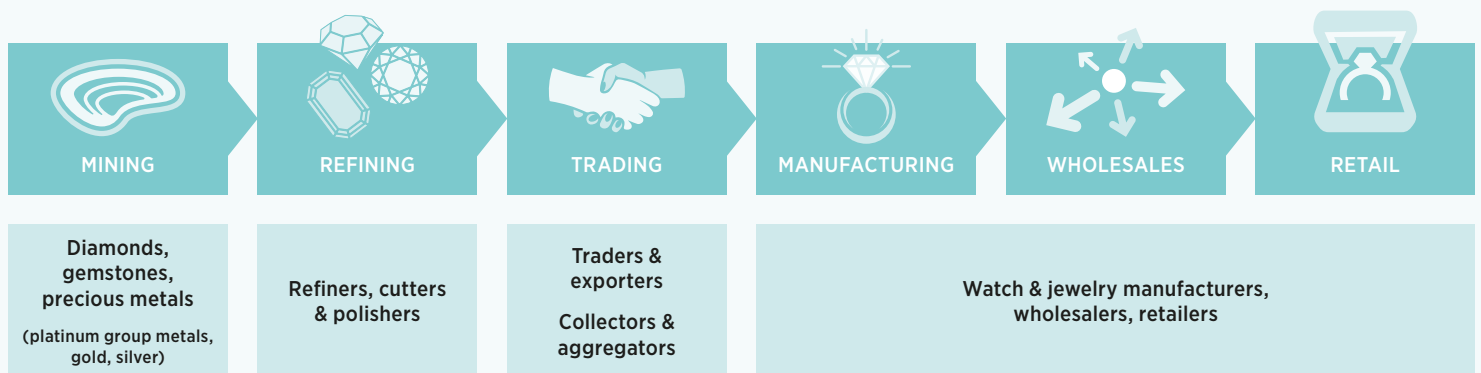 MINING
REFINING
TRADING
MANUFACTURING
WHOLESALES
RETAIL
Diamonds,
gemstones,
precious metals
(platinum group metals,
gold, silver)
Refiners, cutters
& polishers
Traders &
exporters
Collectors &
aggregators
Watch & jewelry manufacturers,
wholesalers, retailers